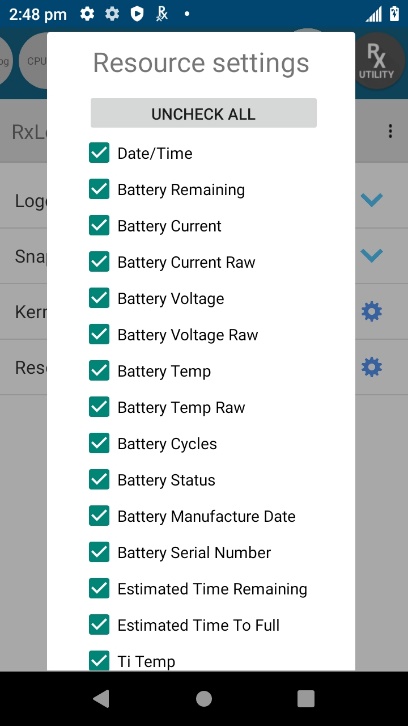 2:48 pm
Resource settings
UNCHECK ALL
Date/Time
Battery Remaining
Battery Current
Battery Current Raw
Battery Voltage
Battery Voltage Raw
Battery Temp
Battery Temp Raw
Battery Cycles
Battery Status
Battery Manufacture Date
Battery Serial Number
Estimated Time Remaining
Estimated Time To Full
Ti Temp
og
CPU
Rx
UTILITY
RxL
Logg
Snap
Kern
Reso